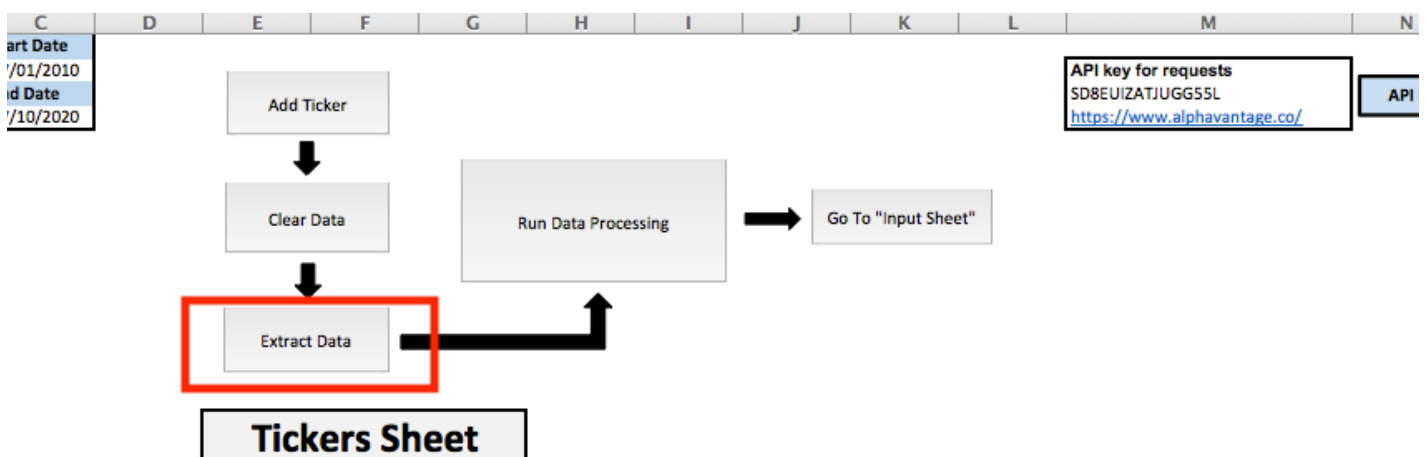 C D E F G H I J K L M N
art Date
/01/2010
d Date
/10/2020
Add Ticker
Clear Data
Extract Data
Run Data Processing
Go To "Input Sheet"
API key for requests
SD8EUIZATJUGG55L
https://www.alphavantage.co/
API
Tickers Sheet